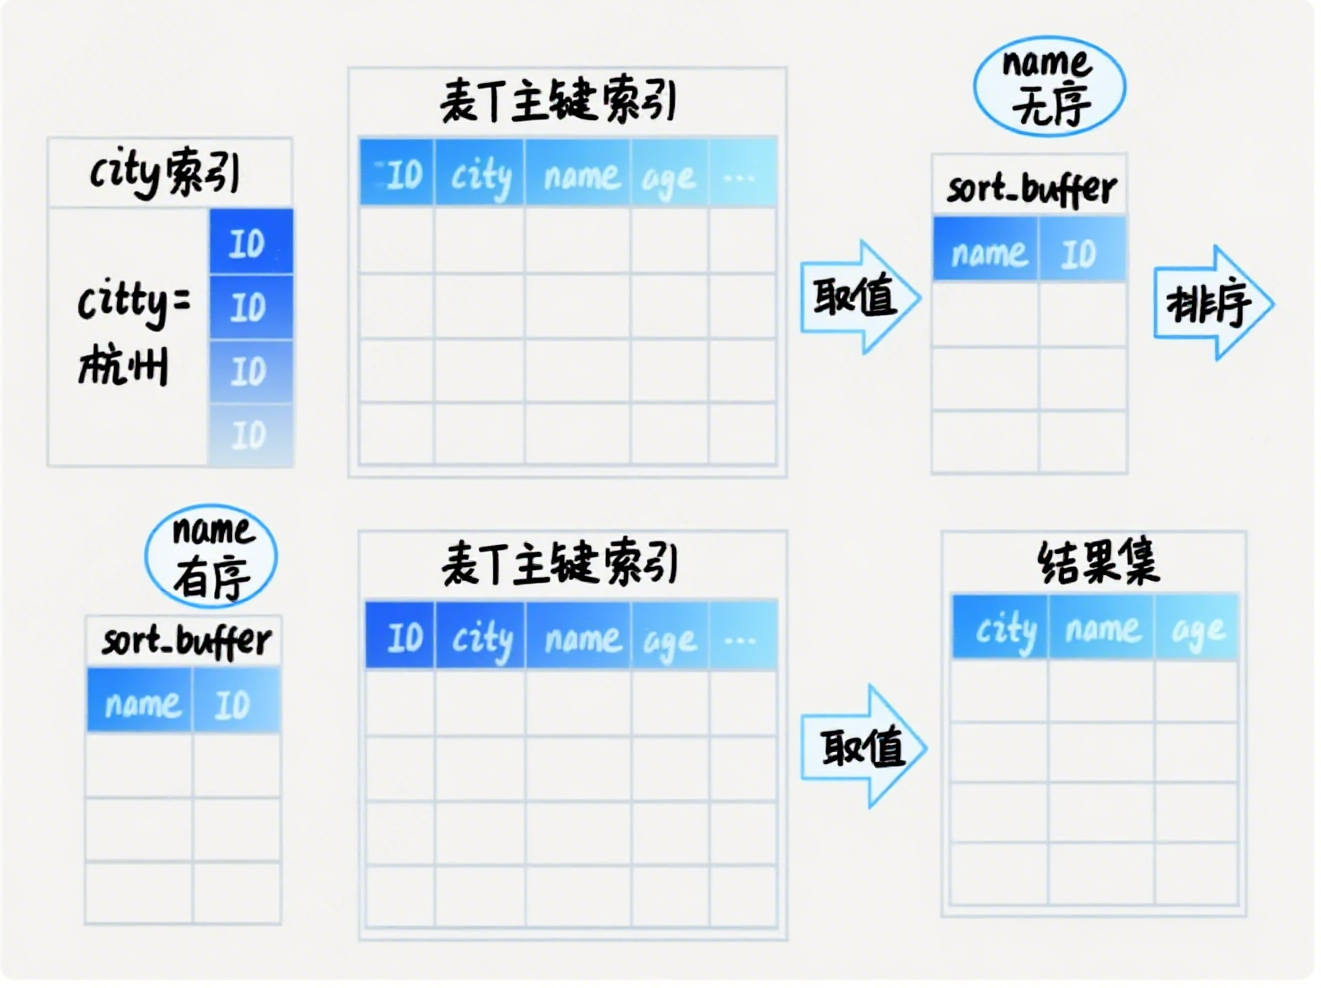 city索引
citty=
杭州
ID
ID
ID
ID
表T主键索引
ID city name age ...
取值
name
无序
sort_buffer
name ID
排序
name
有序
sort_buffer
name ID
表T主键索引
ID city name age ...
取值
结果集
city name age